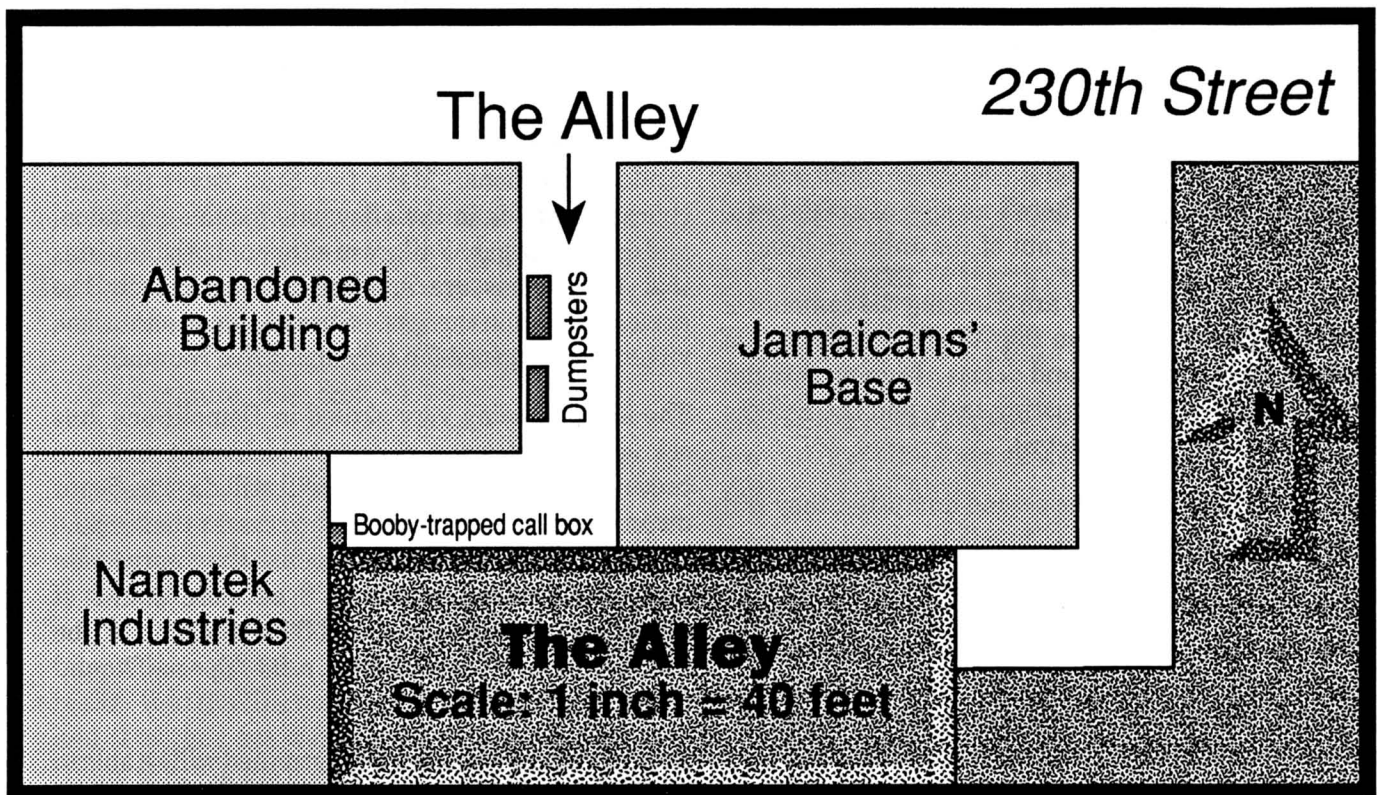 230th Street
The Alley
Abandoned
Building
Dumpsters
Jamaicans'
Base
N
Booby-trapped call box
Nanotek
Industries
The Alley
Scale: 1 inch = 40 feet